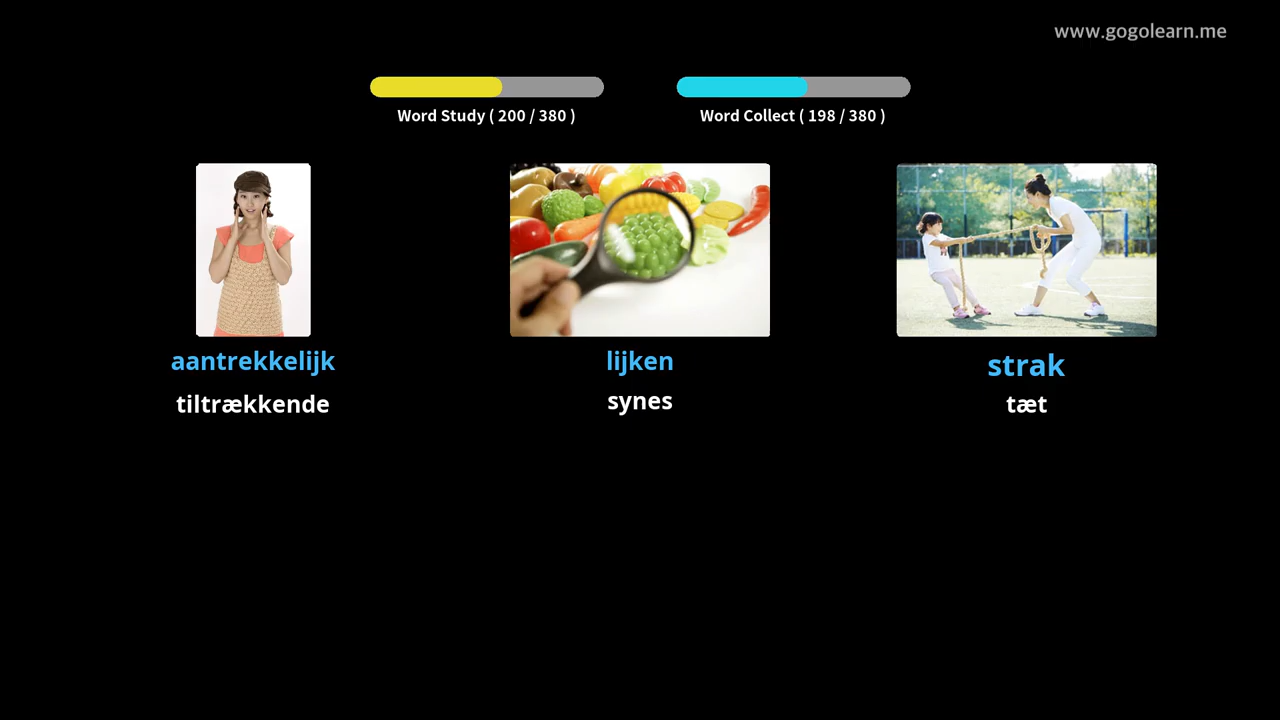 www.gogolearn.me
Word Study ( 200 / 380 )
Word Collect ( 198 / 380 )
aantrekkelijk
tiltrækkende
lijken
synes
strak
tæt